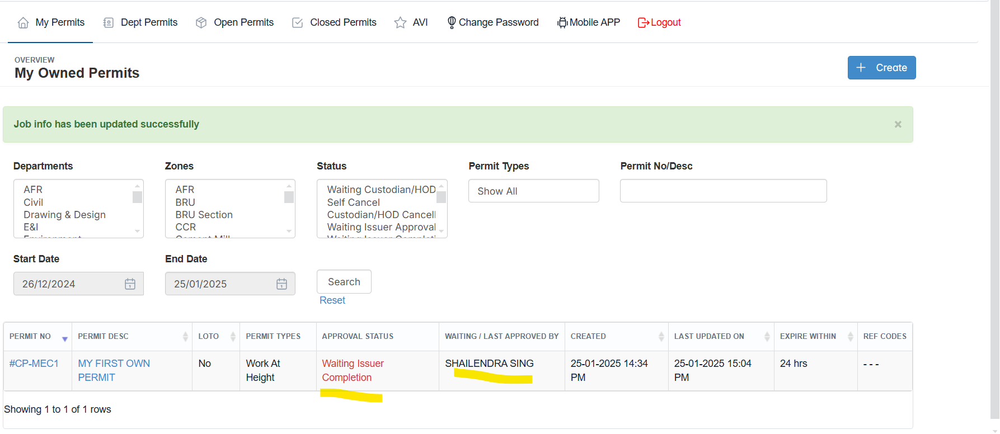 My Permits Dept Permits Open Permits Closed Permits AVI Change Password Mobile APP Logout
OVERVIEW
My Owned Permits
Create
Job info has been updated successfully
×
Departments Zones Status Permit Types Permit No/Desc
AFR
Civil
Drawing & Design
E&I
AFR
BRU
BRU Section
CCR
Cement Mill
Waiting Custodian/HOD
Self Cancel
Custodian/HOD Cancell
Waiting Issuer Approval
Show All
Start Date End Date
26/12/2024 25/01/2025 Search
Reset
PERMIT NO PERMIT DESC LOTO PERMIT TYPES APPROVAL STATUS WAITING / LAST APPROVED BY CREATED LAST UPDATED ON EXPIRE WITHIN REF CODES
#CP-MEC1 MY FIRST OWN No Work At Waiting Issuer SHAILENDRA SING 25-01-2025 14:34 25-01-2025 15:04 24 hrs - - -
PERMIT Height Completion PM PM
Showing 1 to 1 of 1 rows